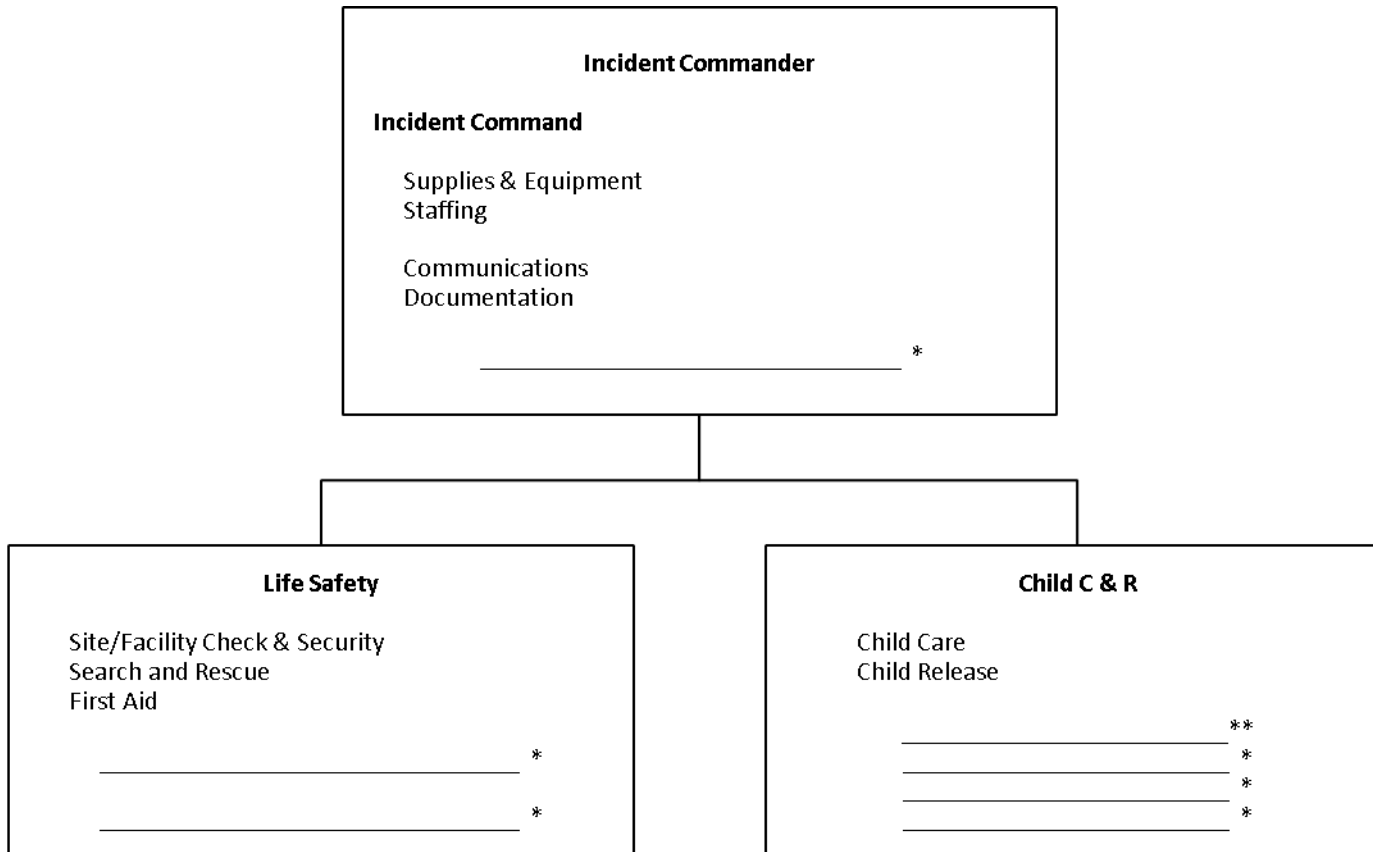 Incident Commander
Incident Command
Supplies & Equipment
Staffing
Communications
Documentation
*
Life Safety
Site/Facility Check & Security
Search and Rescue
First Aid
*
*
Child C & R
Child Care
Child Release
**
*
*
*